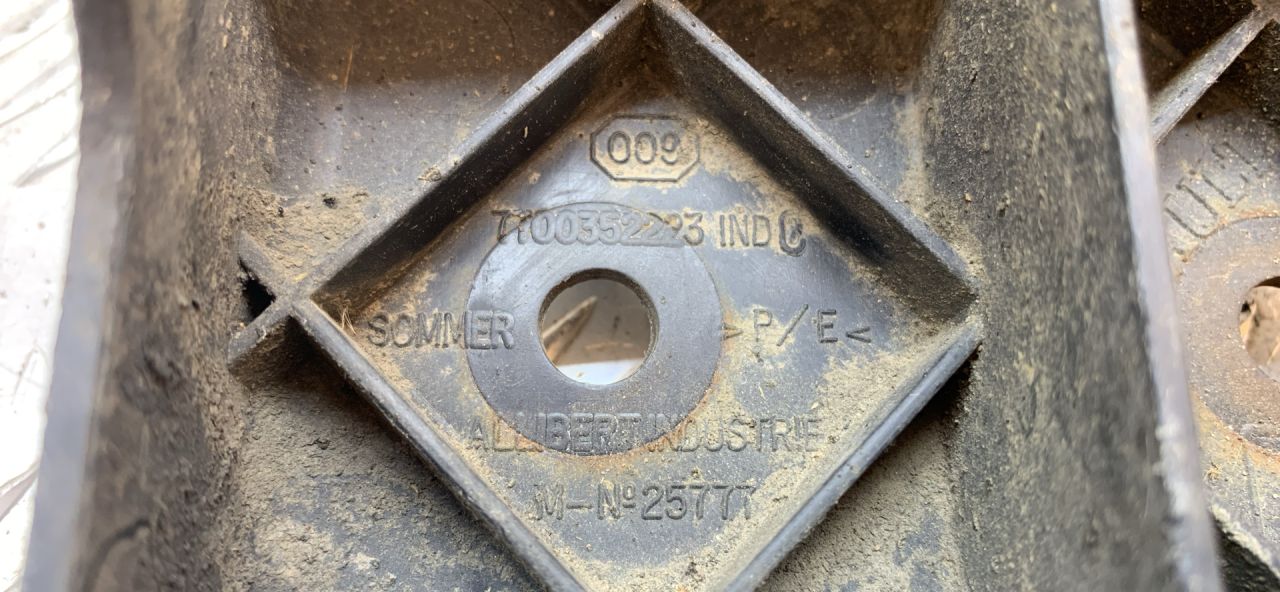 009
7700352223 IND C
SOMMER >P/E<
ALLIBERT INDUSTRIE
M-Nº25777